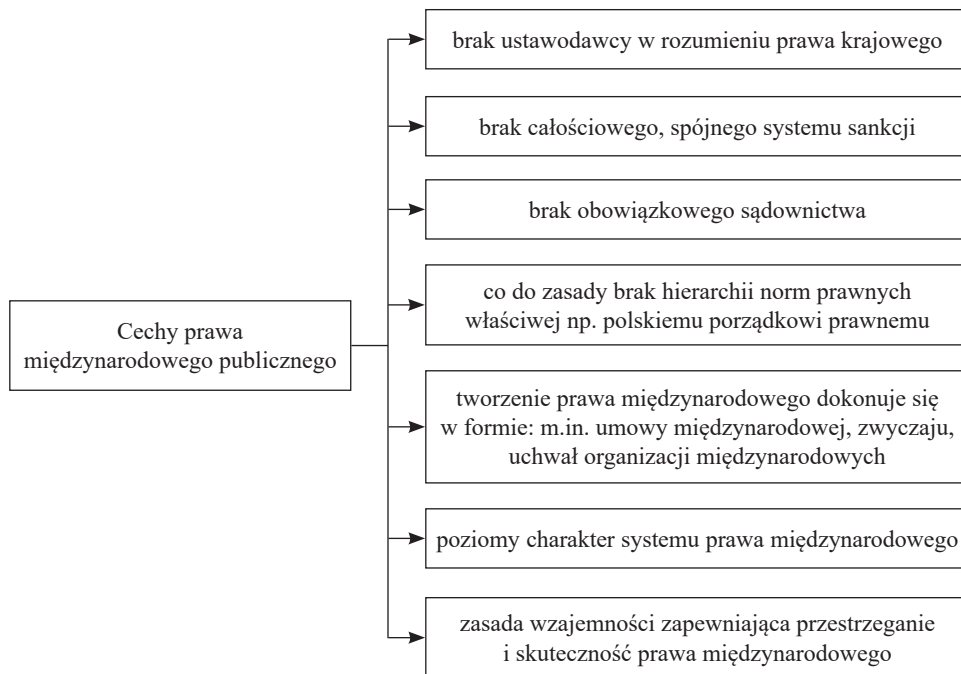 brak ustawodawcy w rozumieniu prawa krajowego
brak całościowego, spójnego systemu sankcji
brak obowiązkowego sądownictwa
co do zasady brak hierarchii norm prawnych
właściwej np. polskiemu porządkowi prawnemu
Cechy prawa
międzynarodowego publicznego
tworzenie prawa międzynarodowego dokonuje się
w formie: m.in. umowy międzynarodowej, zwyczaju,
uchwał organizacji międzynarodowych
poziomy charakter systemu prawa międzynarodowego
zasada wzajemności zapewniająca przestrzeganie
i skuteczność prawa międzynarodowego